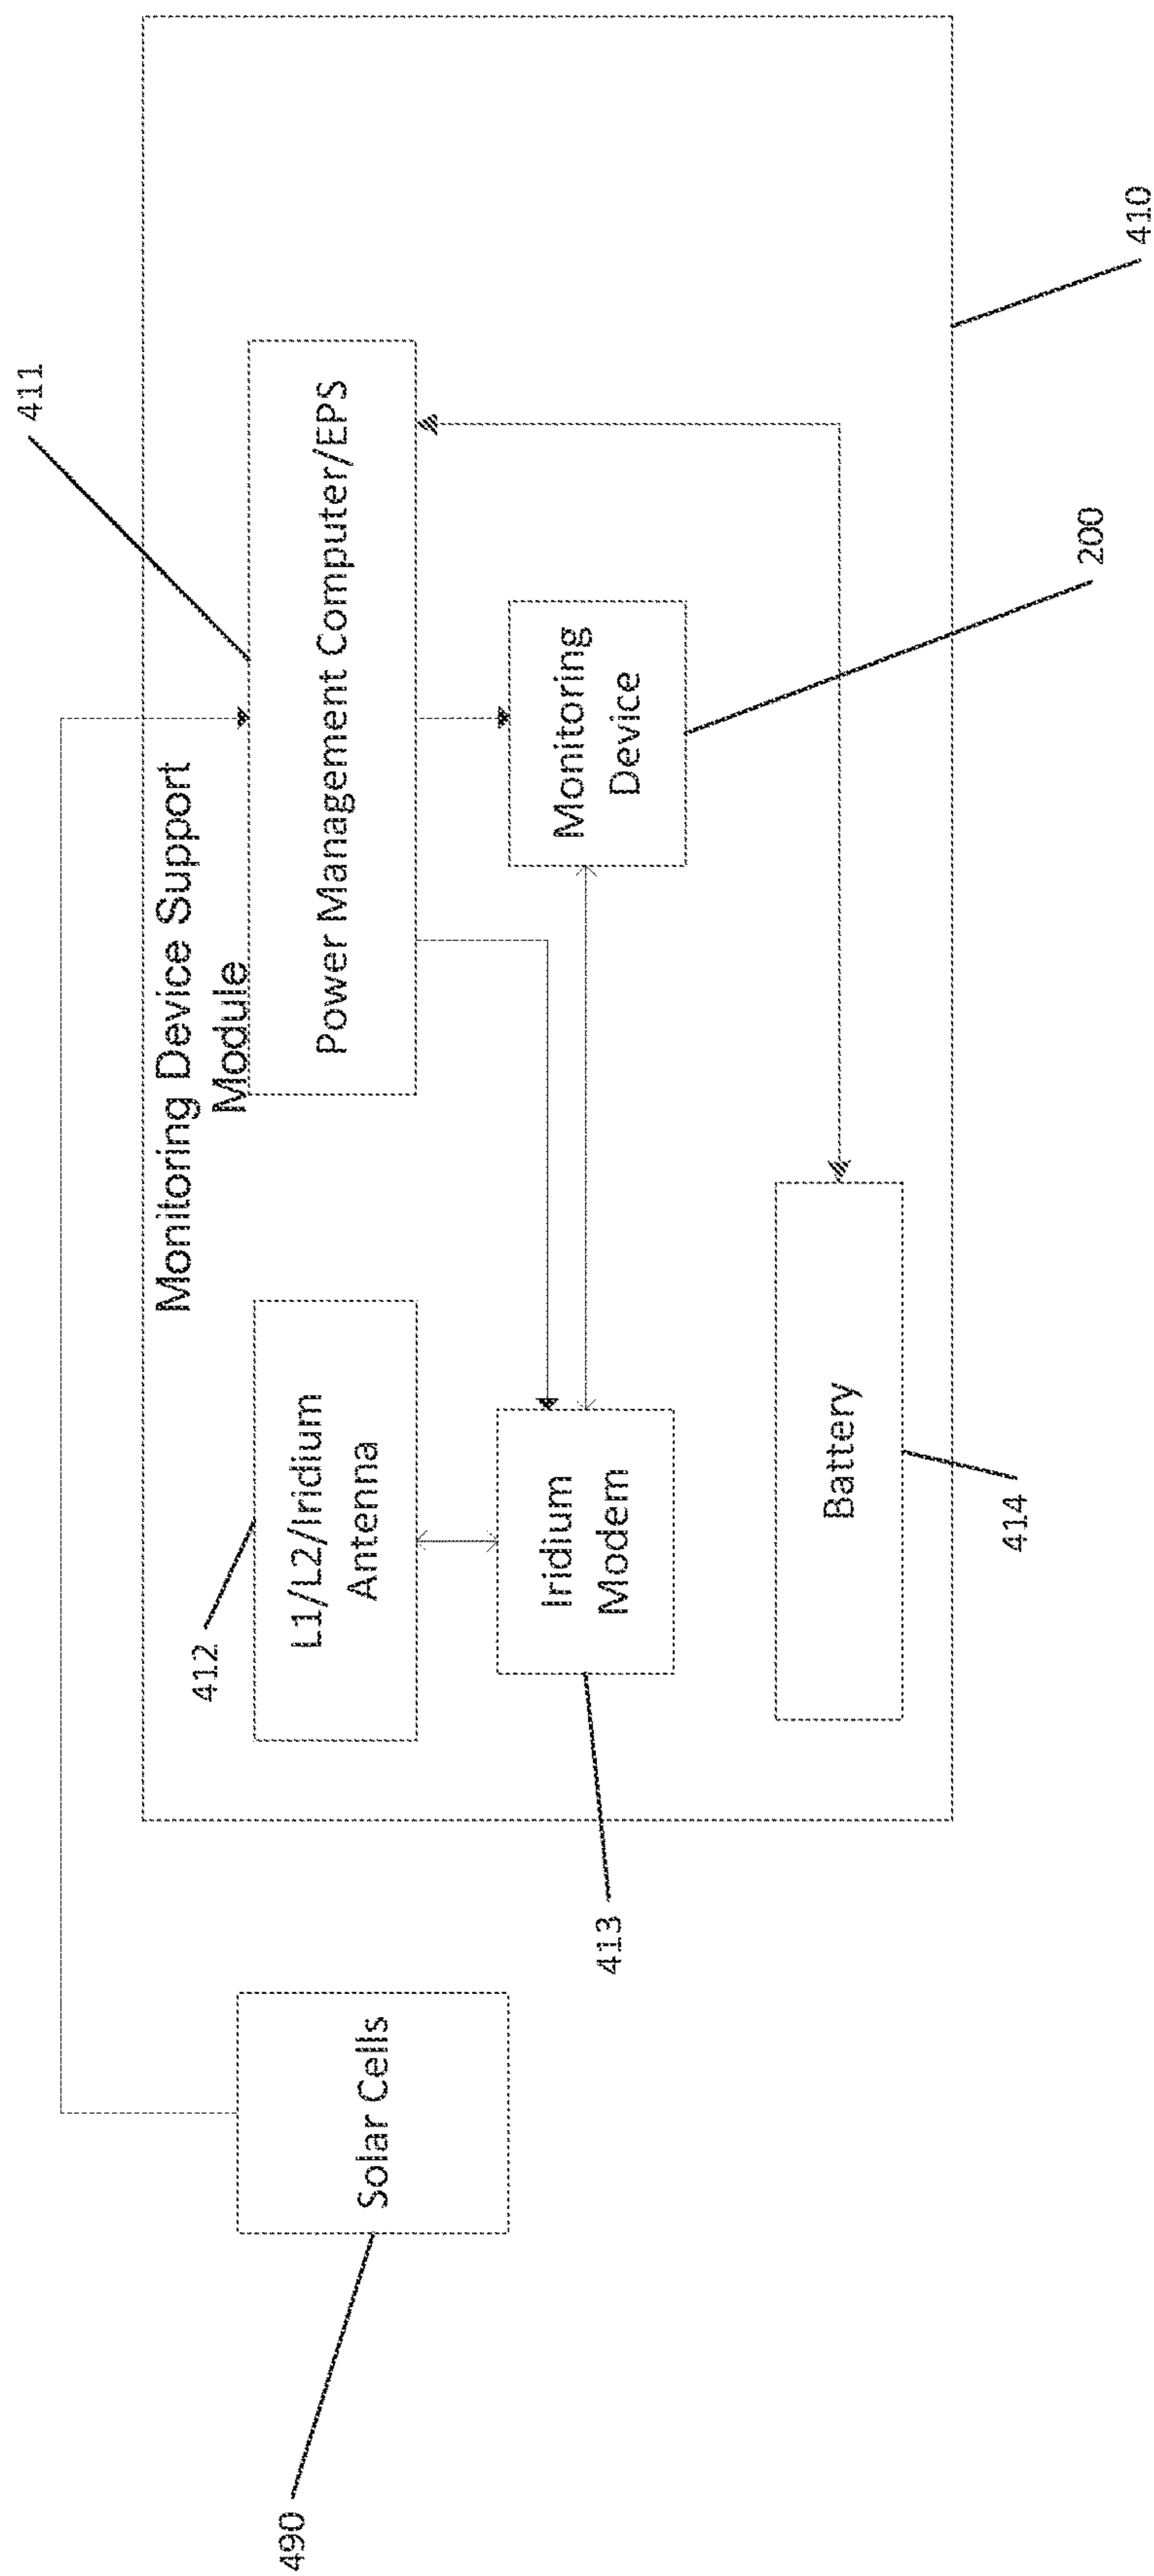 411
Monitoring Device Support
Module
Power Management Computer/EPS
412
L1/L2/Iridium
Antenna
490
Solar Cells
Iridium
Modem
Monitoring
Device
413
Battery
414
200
410